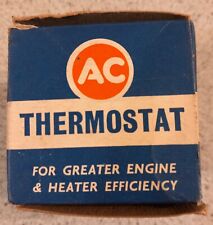 AC
THERMOSTAT
FOR GREATER ENGINE
& HEATER EFFICIENCY